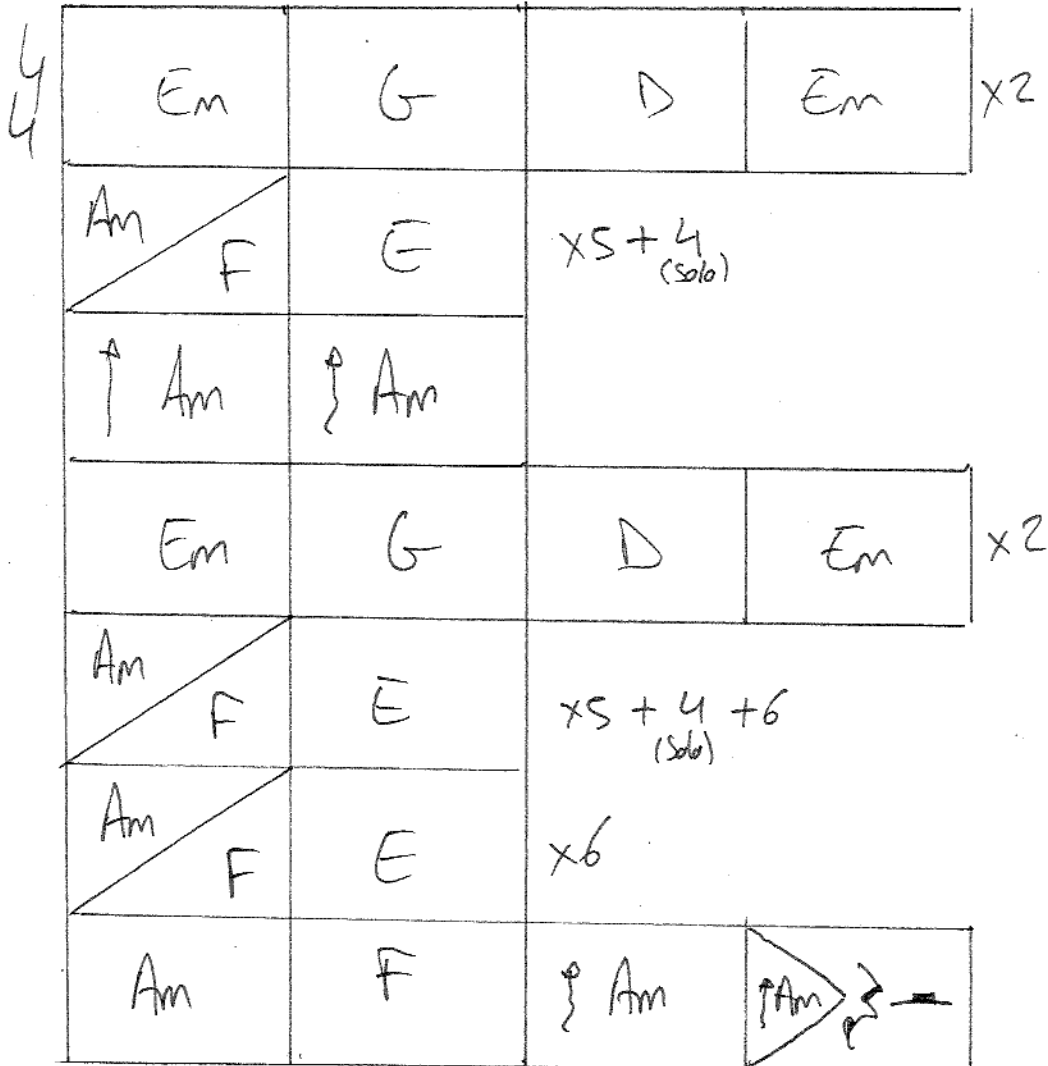 4
4 Em G D Em x2
Am F E x5 + 4
(Solo)
Am Am
Em G D Em x2
Am F E x5 + 4 + 6
(Solo)
Am F E x6
Am F Am Am